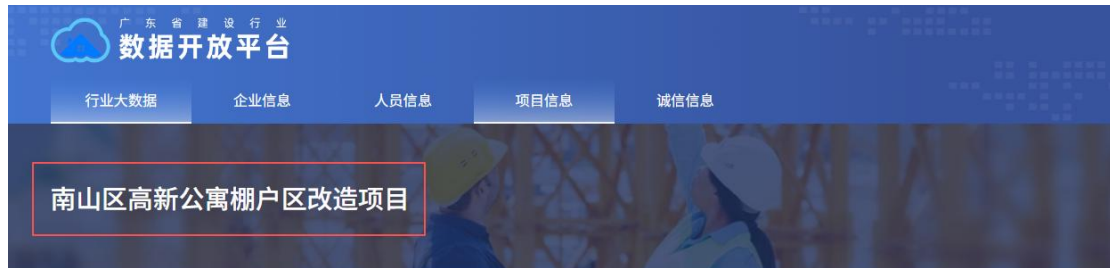 广东省建设行业
数据开放平台
行业大数据 企业信息 人员信息 项目信息 诚信信息
南山区高新公寓棚户区改造项目